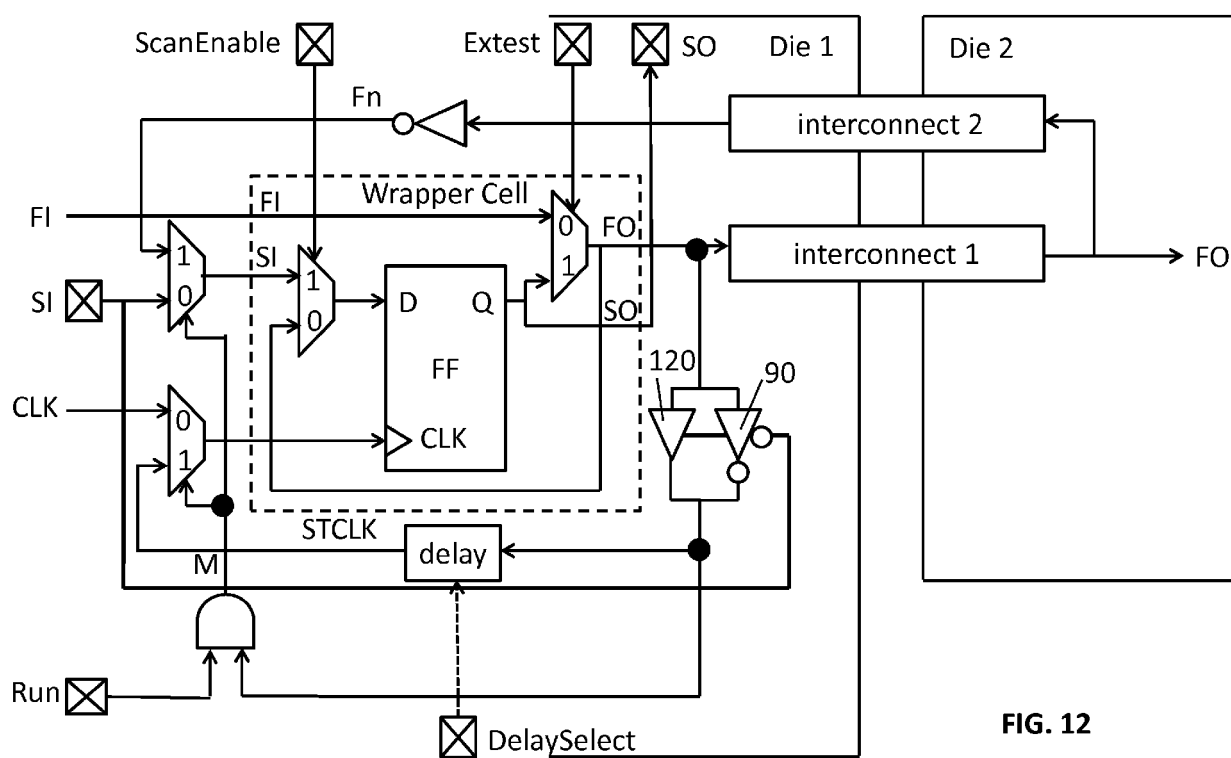 ScanEnable
Extest
SO
Die 1
Die 2
Fn
interconnect 2
Wrapper Cell
FI
FI
0
FO
1
SI
1
interconnect 1
FO
SI
0
1
D
Q
SO
0
FF
120
90
CLK
0
CLK
1
STCLK
delay
M
Run
DelaySelect
FIG. 12